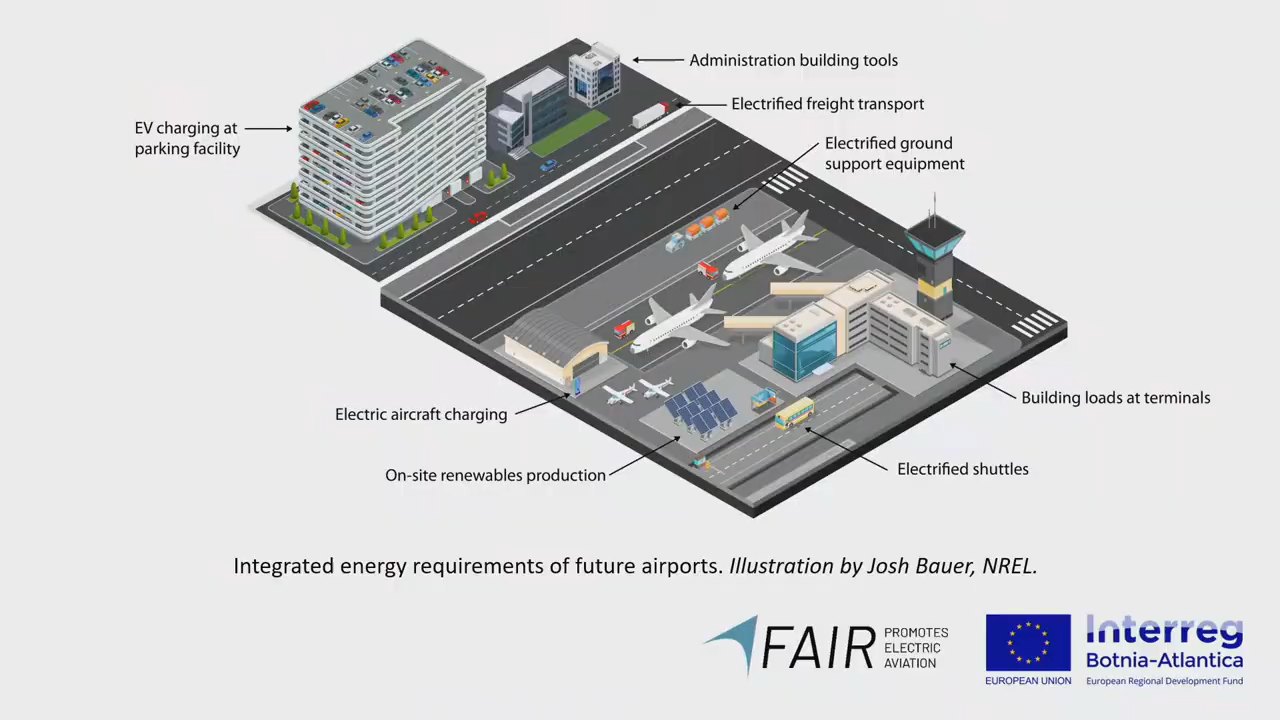 Administration building tools
Electrified freight transport
EV charging at
parking facility
Electrified ground
support equipment
Building loads at terminals
Electric aircraft charging
Electrified shuttles
On-site renewables production
Integrated energy requirements of future airports. Illustration by Josh Bauer, NREL.
FAIR
PROMOTES
ELECTRIC
AVIATION
EUROPEAN UNION
Interreg
Botnia-Atlantica
European Regional Development Fund